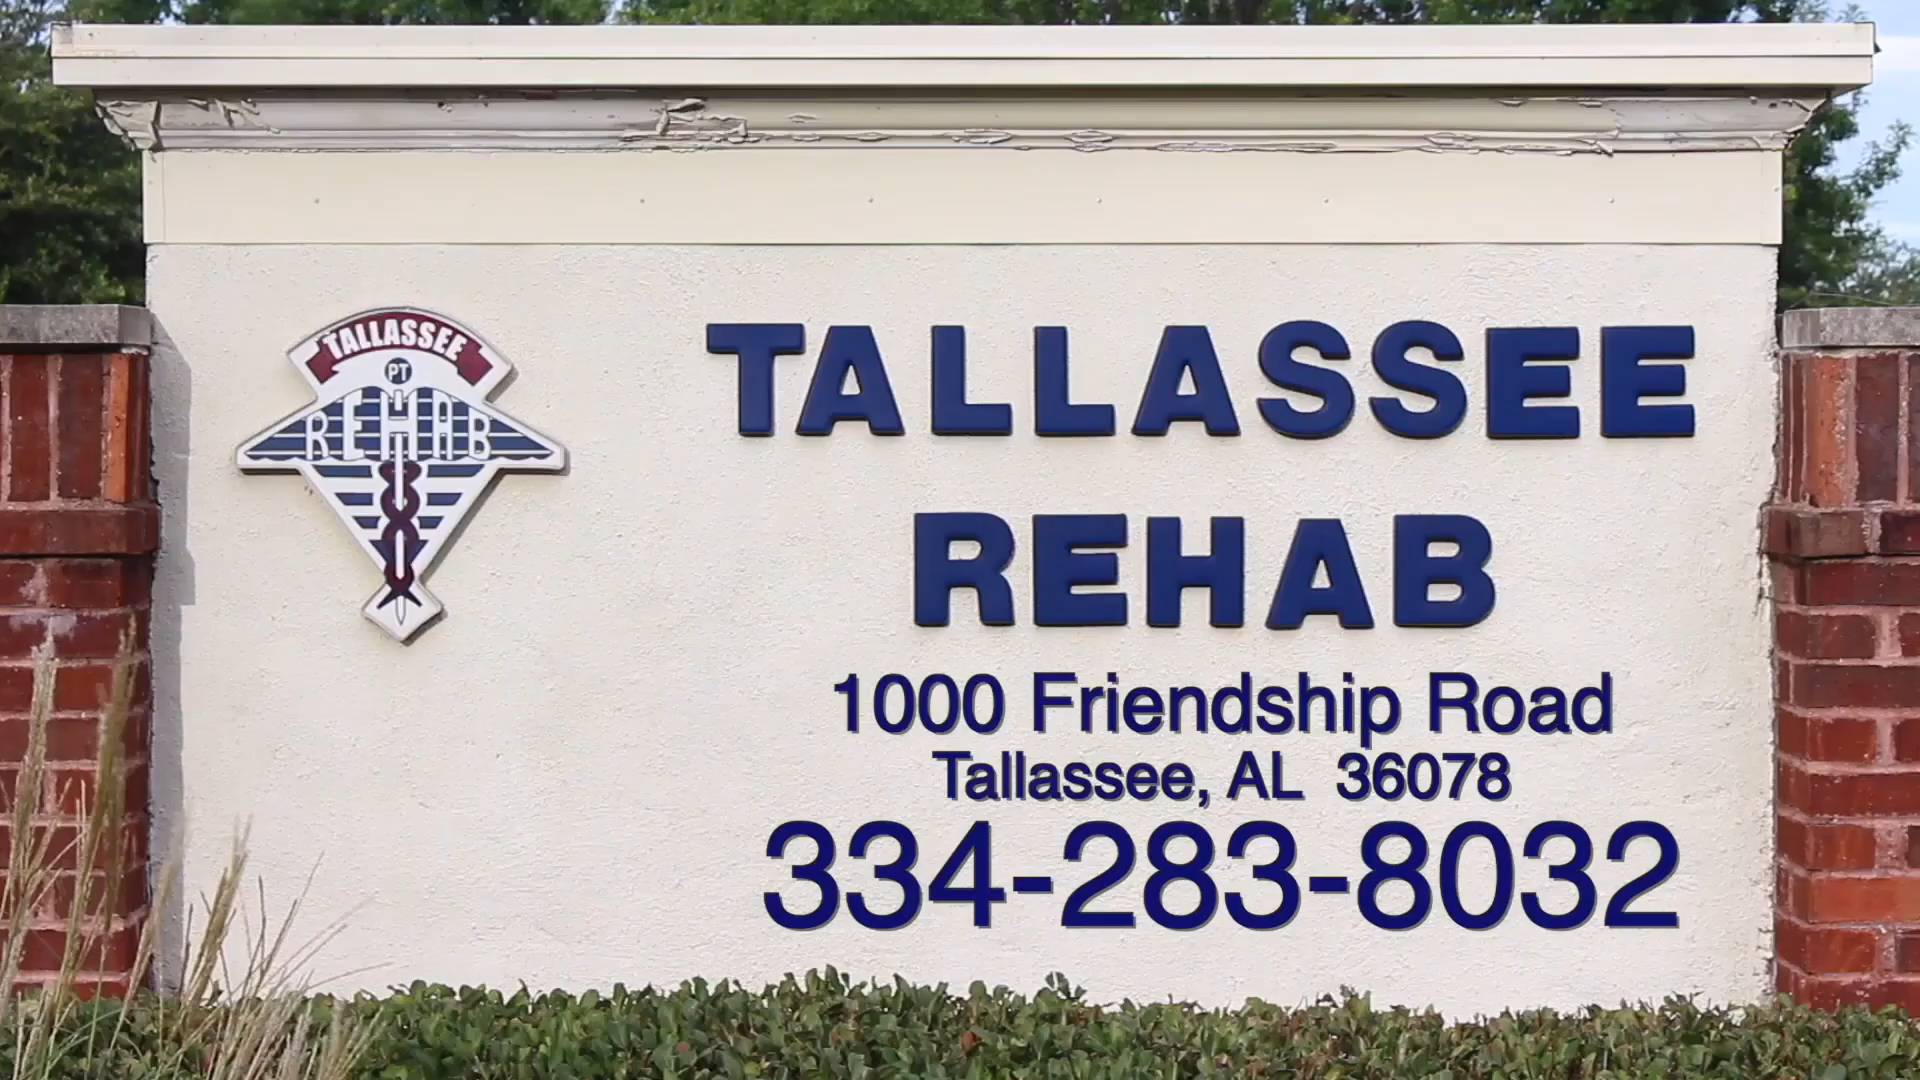 TALLASSEE
PT
REHAB
TALLASSEE
REHAB
1000 Friendship Road
Tallassee, AL 36078
334-283-8032